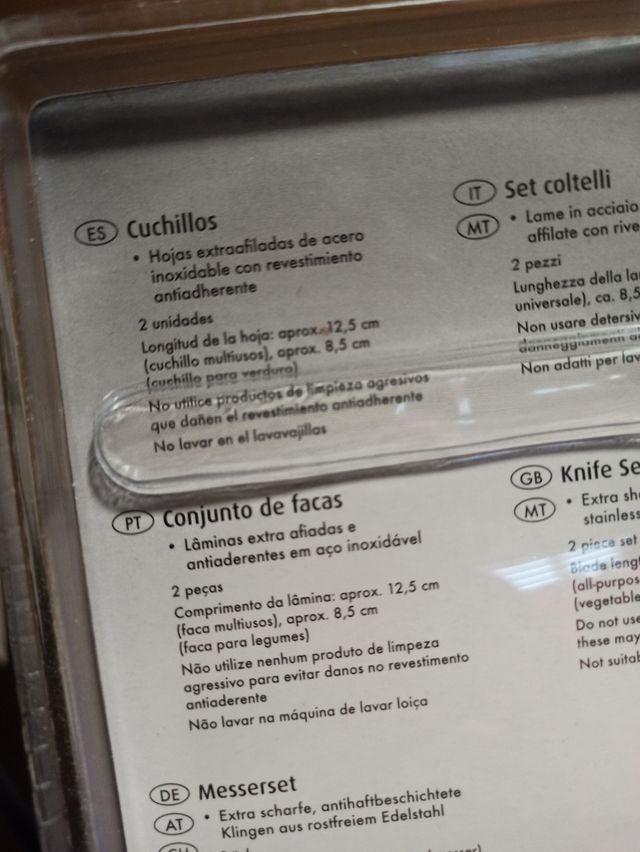 ES Cuchillos
• Hojas extraafiladas de acero
inoxidable con revestimiento
antiadherente
2 unidades
Longitud de la hoja: aprox. 12,5 cm
(cuchillo multiusos), aprox. 8,5 cm
(cuchillo para verdura)
No utilice productos de limpieza agresivos
que dañen el revestimiento antiadherente
No lavar en el lavavajillas
PT Conjunto de facas
• Lâminas extra afiadas e
antiaderentes em aço inoxidável
2 peças
Comprimento da lâmina: aprox. 12,5 cm
(faca multiusos), aprox. 8,5 cm
(faca para legumes)
Não utilize nenhum produto de limpeza
agressivo para evitar danos no revestimento
antiaderente
Não lavar na máquina de lavar loiça
DE Messerset
AT • Extra scharfe, antihaftbeschichtete
Klingen aus rostfreiem Edelstahl
IT Set coltelli
MT • Lame in acciaio
affilate con rive
2 pezzi
Lunghezza della la
universale), ca. 8,5
Non usare detersiv
danneggiamenti
Non adatti per lav
GB Knife Se
MT • Extra sh
stainless
2 piece set
Blade leng
(all-purpos
(vegetable
Do not use
these may
Not suitab